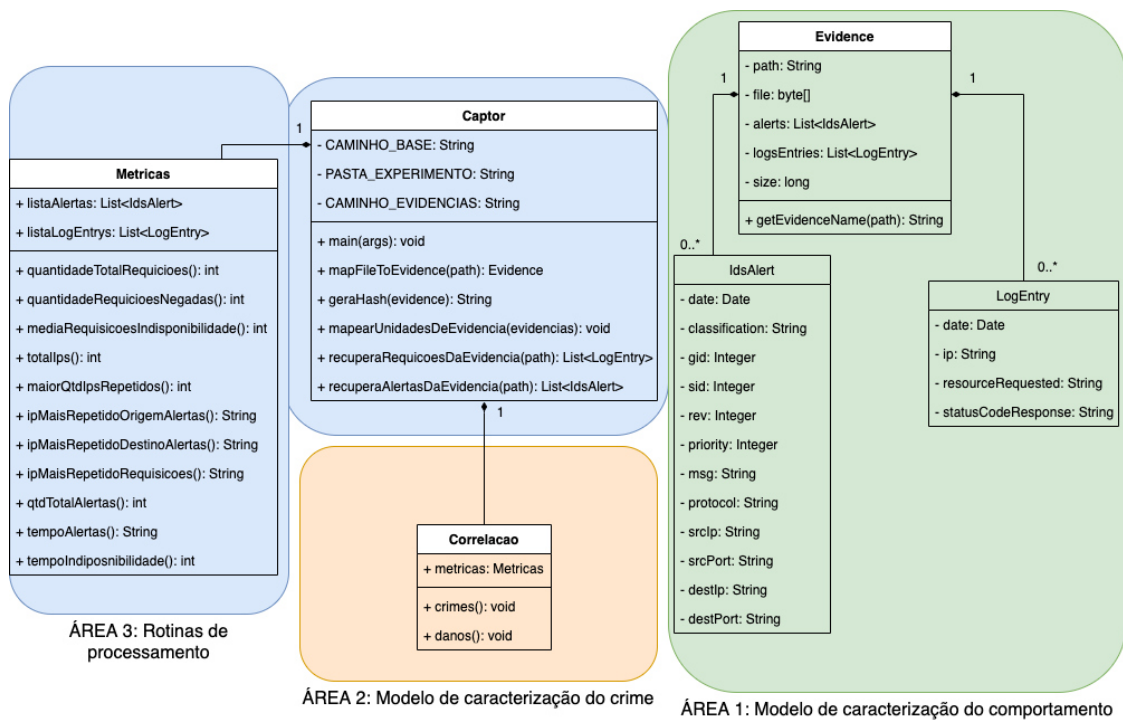 Metricas
+ listaAlertas: List<IdsAlert>
+ listaLogEntrys: List<LogEntry>
+ quantidadeTotalRequicioes(): int
+ quantidadeRequicioesNegadas(): int
+ mediaRequisicoesIndisponibilidade(): int
+ totalIps(): int
+ maiorQtdIpsRepetidos(): int
+ ipMaisRepetidoOrigemAlertas(): String
+ ipMaisRepetidoDestinoAlertas(): String
+ ipMaisRepetidoRequisicoes(): String
+ qtdTotalAlertas(): int
+ tempoAlertas(): String
+ tempoIndiposnibilidade(): int
ÁREA 3: Rotinas de
processamento
1
Captor
- CAMINHO_BASE: String
- PASTA_EXPERIMENTO: String
- CAMINHO_EVIDENCIAS: String
+ main(args): void
+ mapFileToEvidence(path): Evidence
+ geraHash(evidence): String
+ mapearUnidadesDeEvidencia(evidencias): void
+ recuperaRequicoesDaEvidencia(path): List<LogEntry>
+ recuperaAlertasDaEvidencia(path): List<IdsAlert>
1
Correlacao
+ metricas: Metricas
+ crimes(): void
+ danos(): void
ÁREA 2: Modelo de caracterização do crime
Evidence
- path: String
- file: byte[]
- alerts: List<IdsAlert>
- logsEntries: List<LogEntry>
- size: long
+ getEvidenceName(path): String
1
1
0..*
0..*
IdsAlert
- date: Date
- classification: String
- gid: Integer
- sid: Integer
- rev: Integer
- priority: Integer
- msg: String
- protocol: String
- srcIp: String
- srcPort: String
- destIp: String
- destPort: String
LogEntry
- date: Date
- ip: String
- resourceRequested: String
- statusCodeResponse: String
ÁREA 1: Modelo de caracterização do comportamento